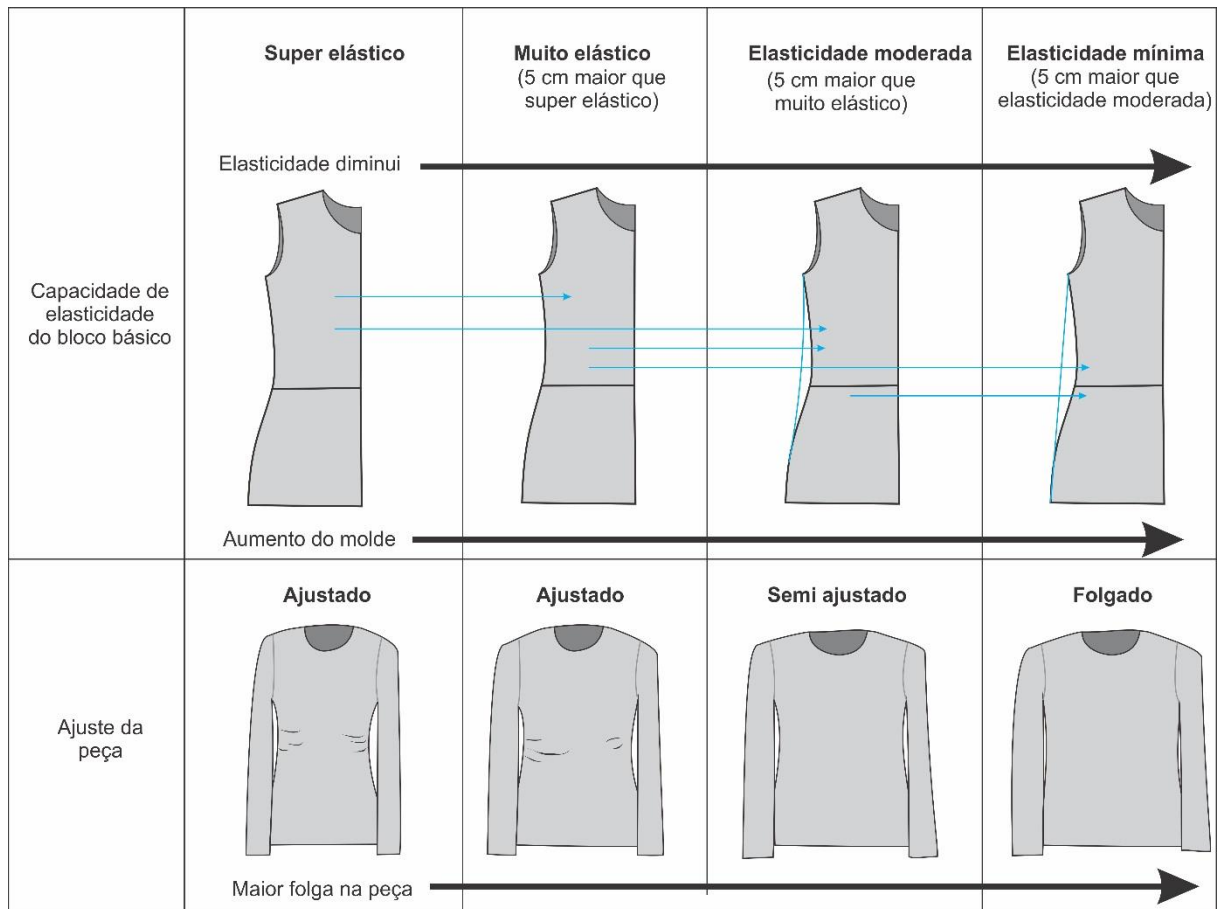 Super elástico
Muito elástico
(5 cm maior que
super elástico)
Elasticidade moderada
(5 cm maior que
muito elástico)
Elasticidade mínima
(5 cm maior que
elasticidade moderada)
Elasticidade diminui
Capacidade de
elasticidade
do bloco básico
Aumento do molde
Ajustado
Ajustado
Semi ajustado
Folgado
Ajuste da
peça
Maior folga na peça